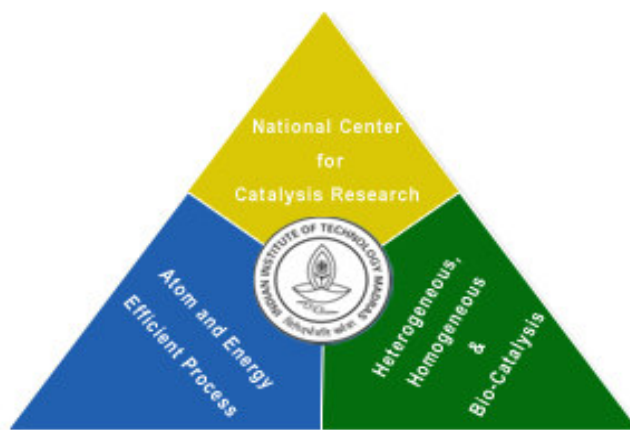 National Center
for
Catalysis Research
INDIAN INSTITUTE OF TECHNOLOGY MADRAS
Atom and Energy
Efficient Process
Heterogeneous,
Homogeneous
&
Bio-Catalysis